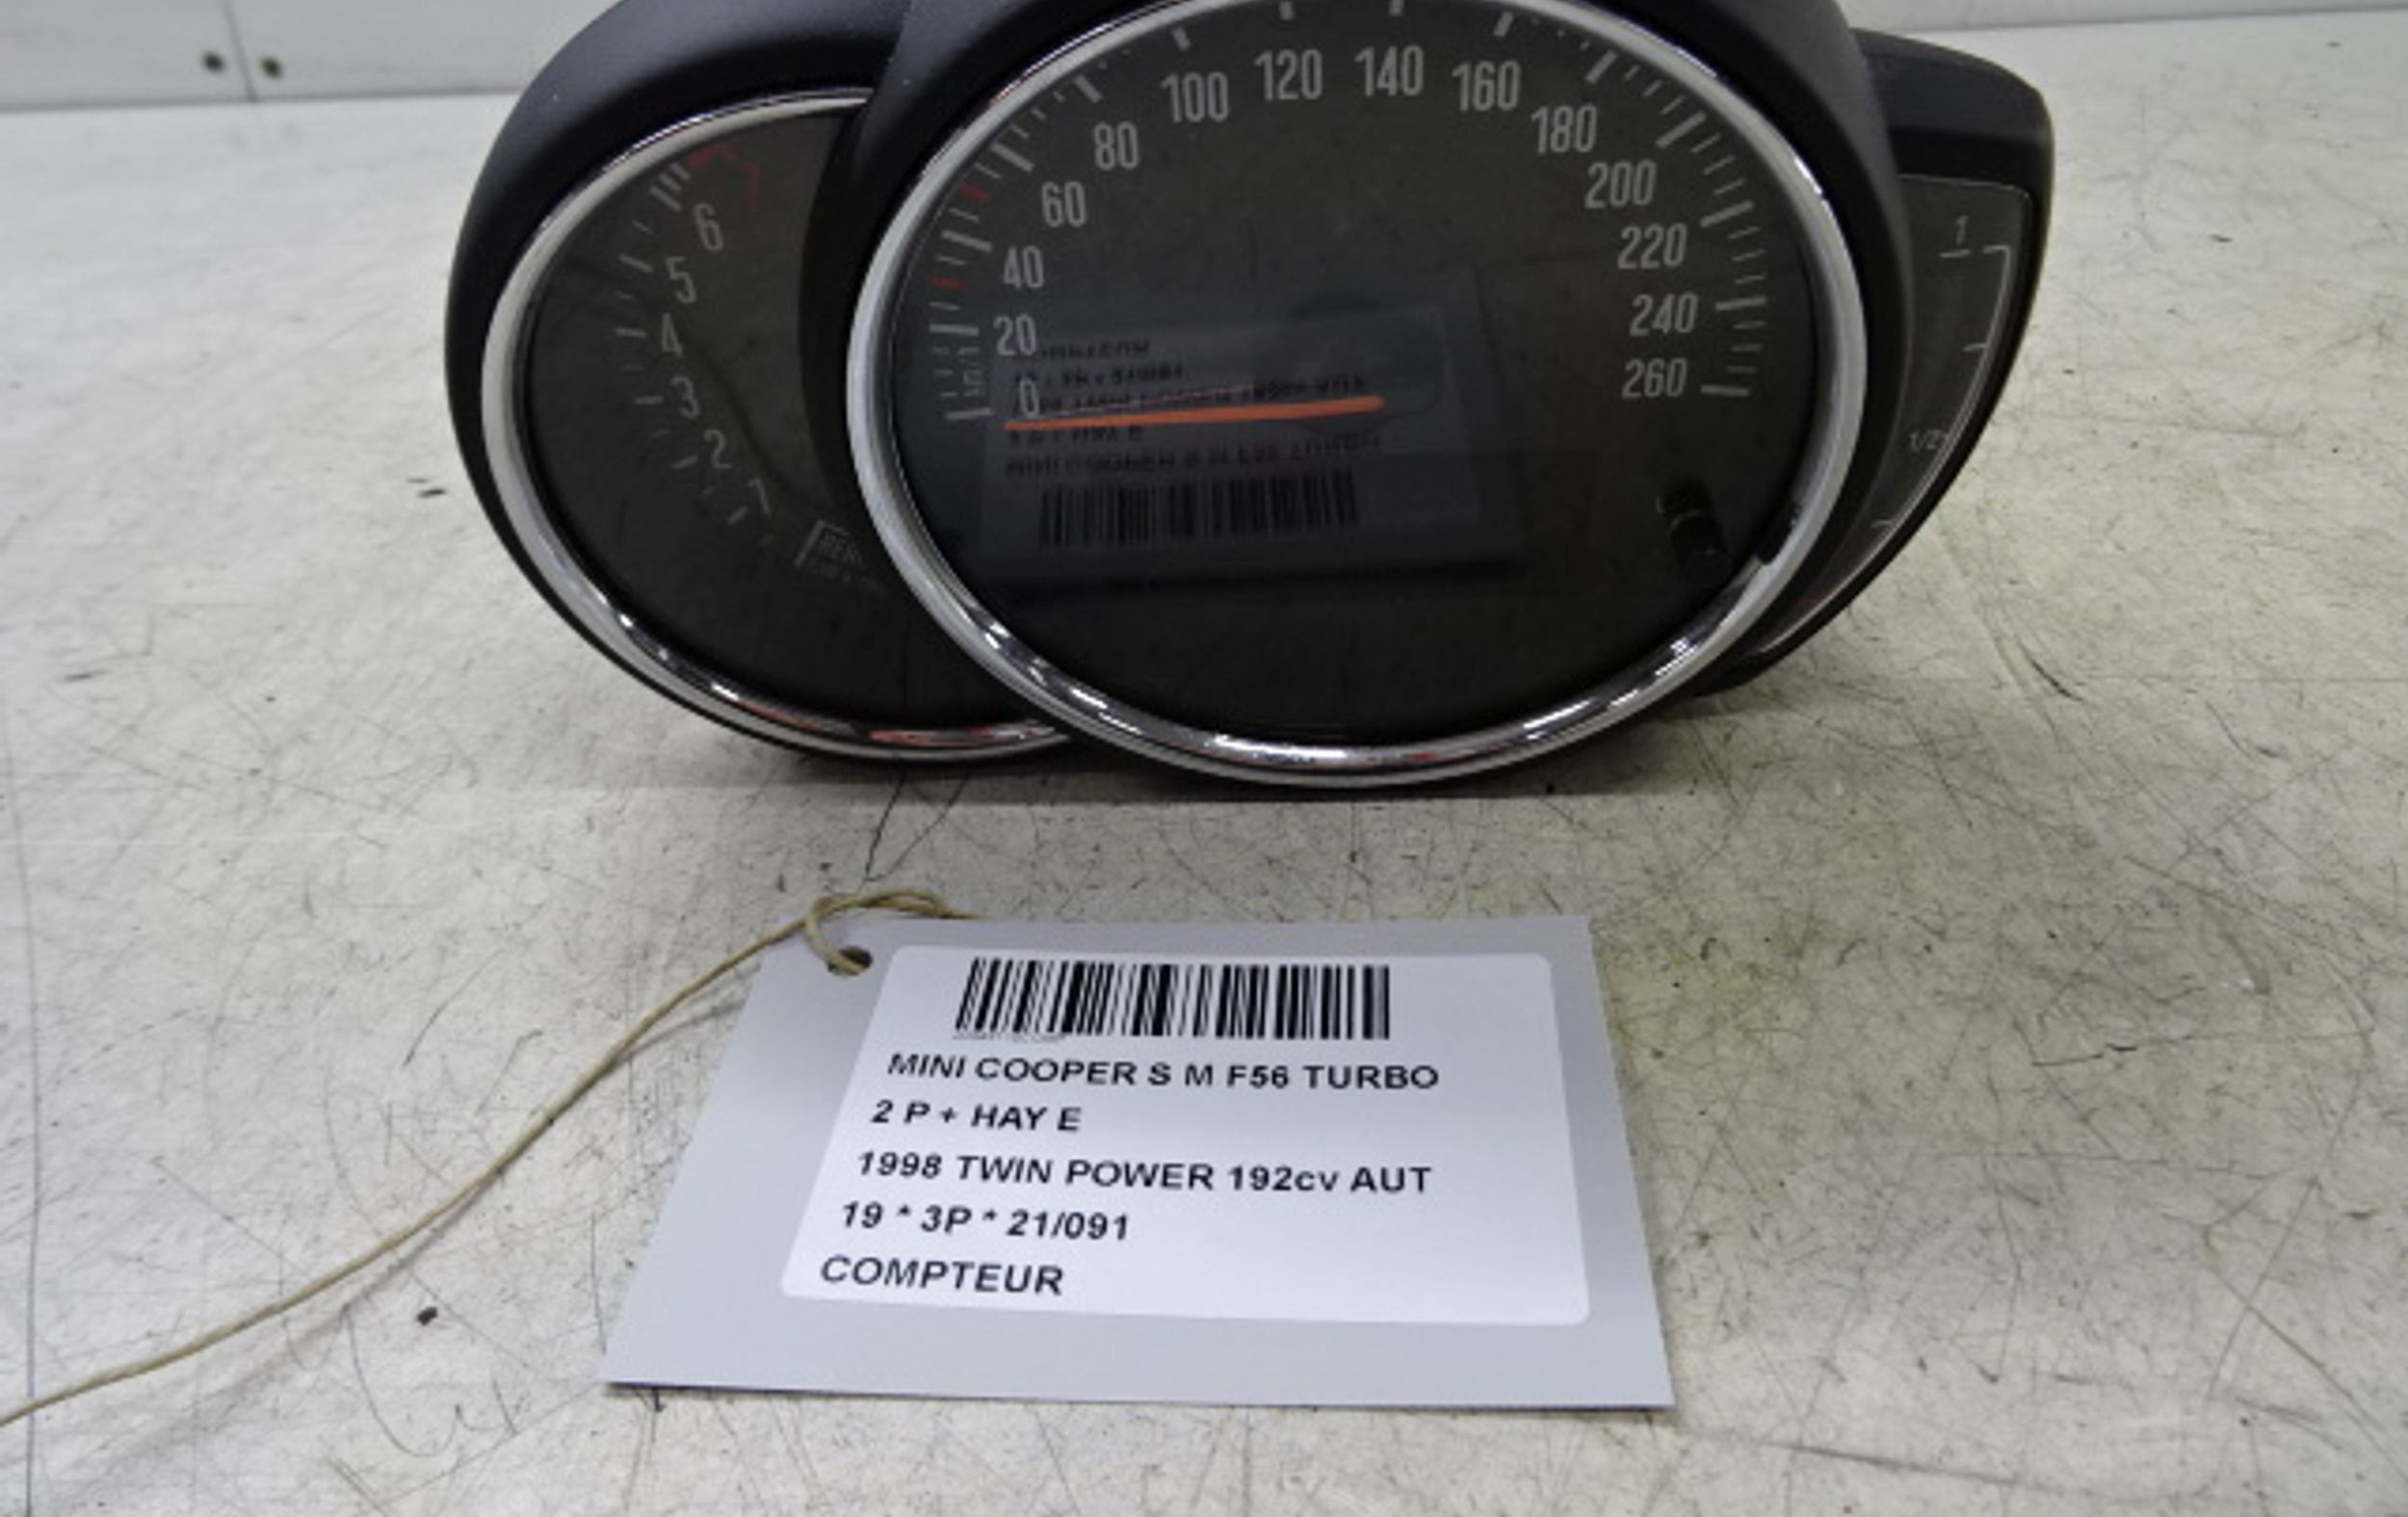 100 120 140 160
80 180
60 200
40 220
20 240
0 260
6
5
4
3
2
1
1
1/2
MINI COOPER S M F56 TURBO
2 P + HAY E
1998 TWIN POWER 192cv AUT
19 * 3P * 21/091
COMPTEUR